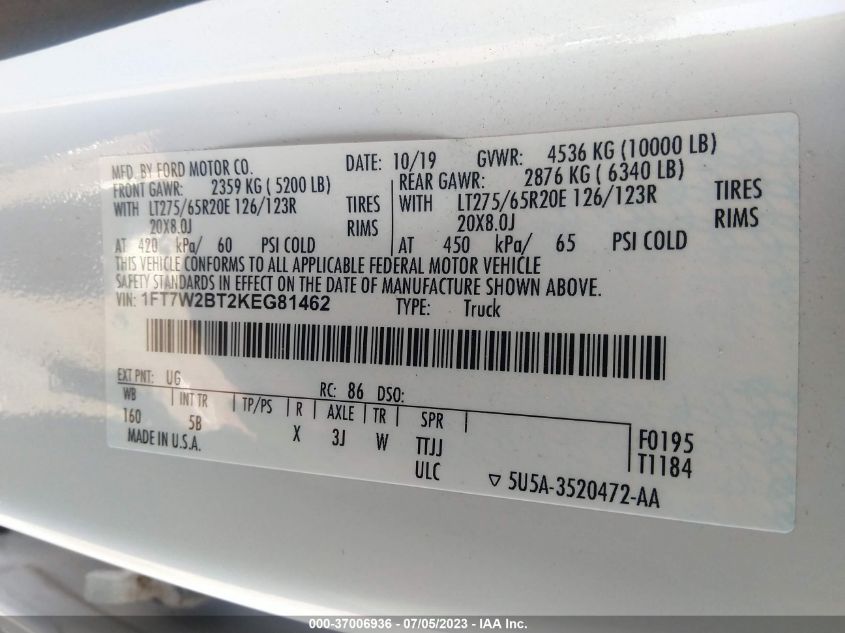 MFD. BY FORD MOTOR CO. DATE: 10/19 GVWR: 4536 KG (10000 LB)
FRONT GAWR: 2359 KG ( 5200 LB) REAR GAWR: 2876 KG ( 6340 LB)
WITH LT275/65R20E 126/123R TIRES WITH LT275/65R20E 126/123R TIRES
20X8.0J RIMS 20X8.0J RIMS
AT 420 kPa/ 60 PSI COLD AT 450 kPa/ 65 PSI COLD
THIS VEHICLE CONFORMS TO ALL APPLICABLE FEDERAL MOTOR VEHICLE
SAFETY STANDARDS IN EFFECT ON THE DATE OF MANUFACTURE SHOWN ABOVE.
VIN: 1FT7W2BT2KEG81462 TYPE: Truck
EXT PNT: UG RC: 86 DSO:
WB | INT TR | TP/PS | R | AXLE | TR | SPR |
160 5B X 3J W TTJJ F0195
MADE IN U.S.A. ULC T1184
▽ 5U5A-3520472-AA
000-37006936 - 07/05/2023 - IAA Inc.